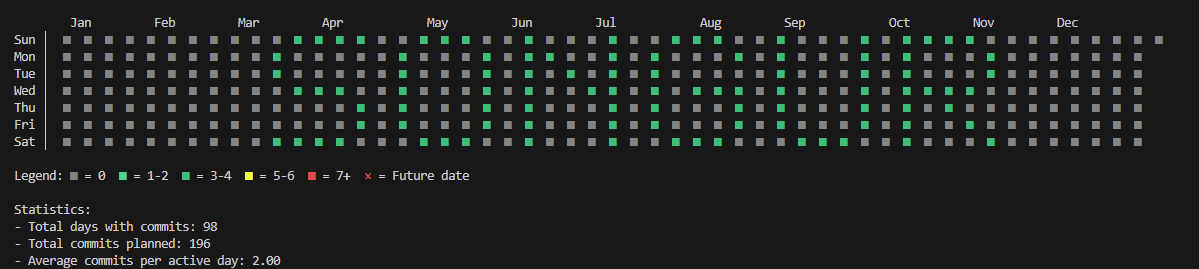 Jan Feb Mar Apr May Jun Jul Aug Sep Oct Nov Dec
Sun
Mon
Tue
Wed
Thu
Fri
Sat
Legend: ■ = 0 ■ = 1-2 ■ = 3-4 ■ = 5-6 ■ = 7+ × = Future date
Statistics:
- Total days with commits: 98
- Total commits planned: 196
- Average commits per active day: 2.00